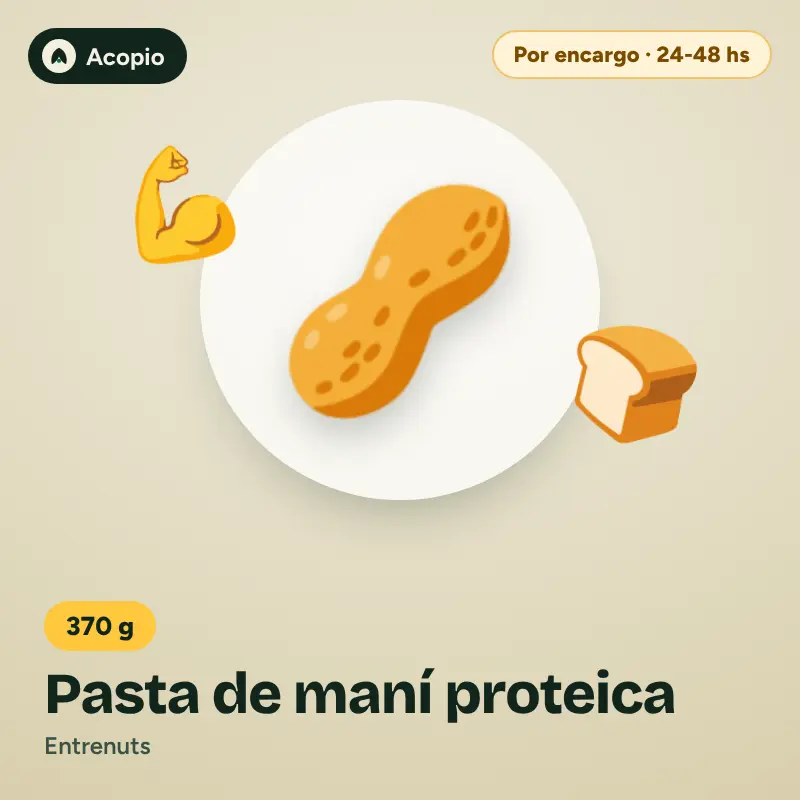 Acopio
Por encargo · 24-48 hs
370 g
Pasta de maní proteica
Entrenuts